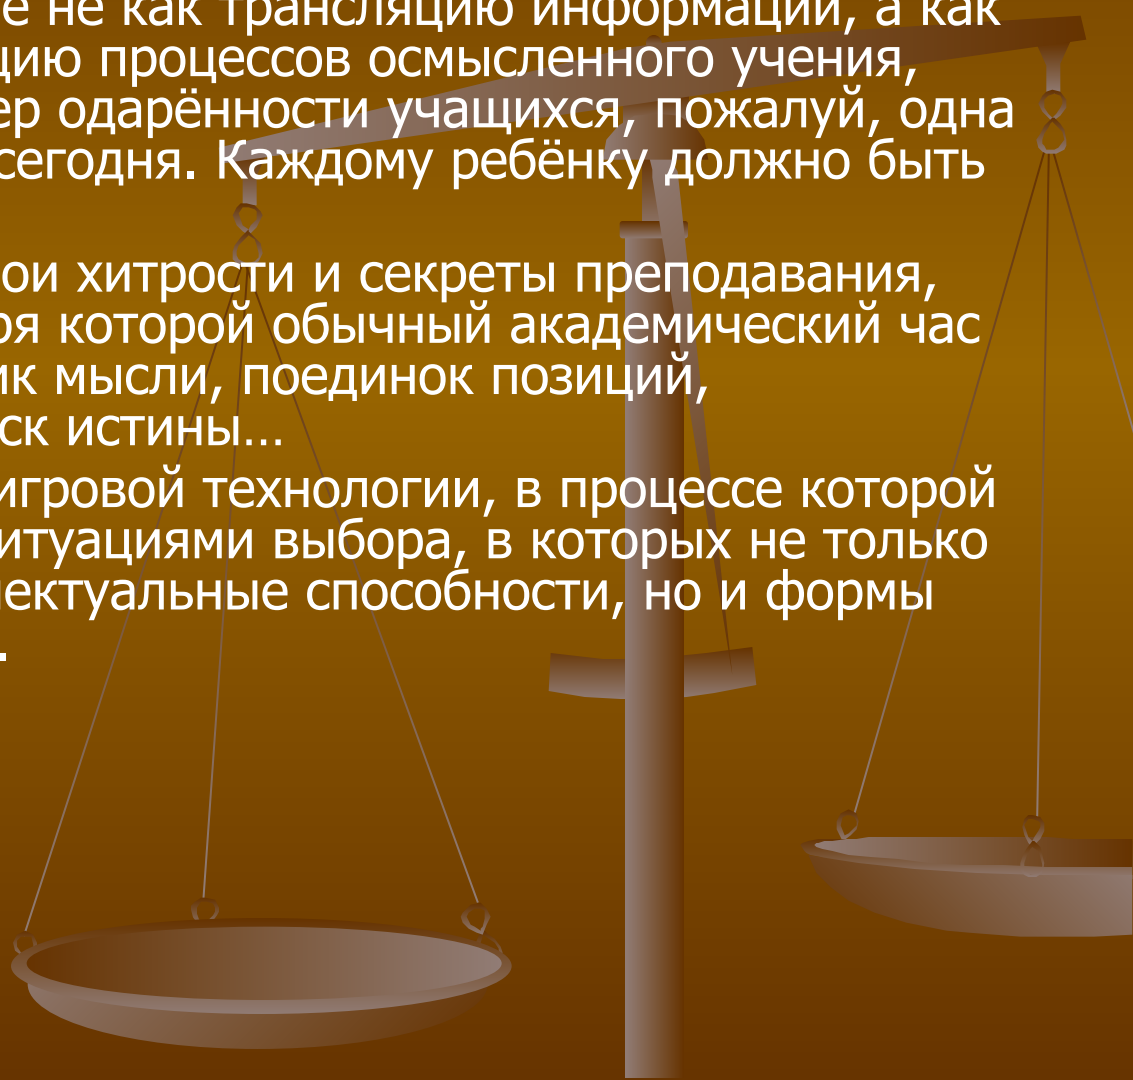 е не как трансляцию информации, а как
цию процессов осмысленного учения,
ер одарённости учащихся, пожалуй, одна
сегодня. Каждому ребёнку должно быть
ои хитрости и секреты преподавания,
ря которой обычный академический час
ик мысли, поединок позиций,
ск истины…
игровой технологии, в процессе которой
итуациями выбора, в которых не только
лектуальные способности, но и формы
.